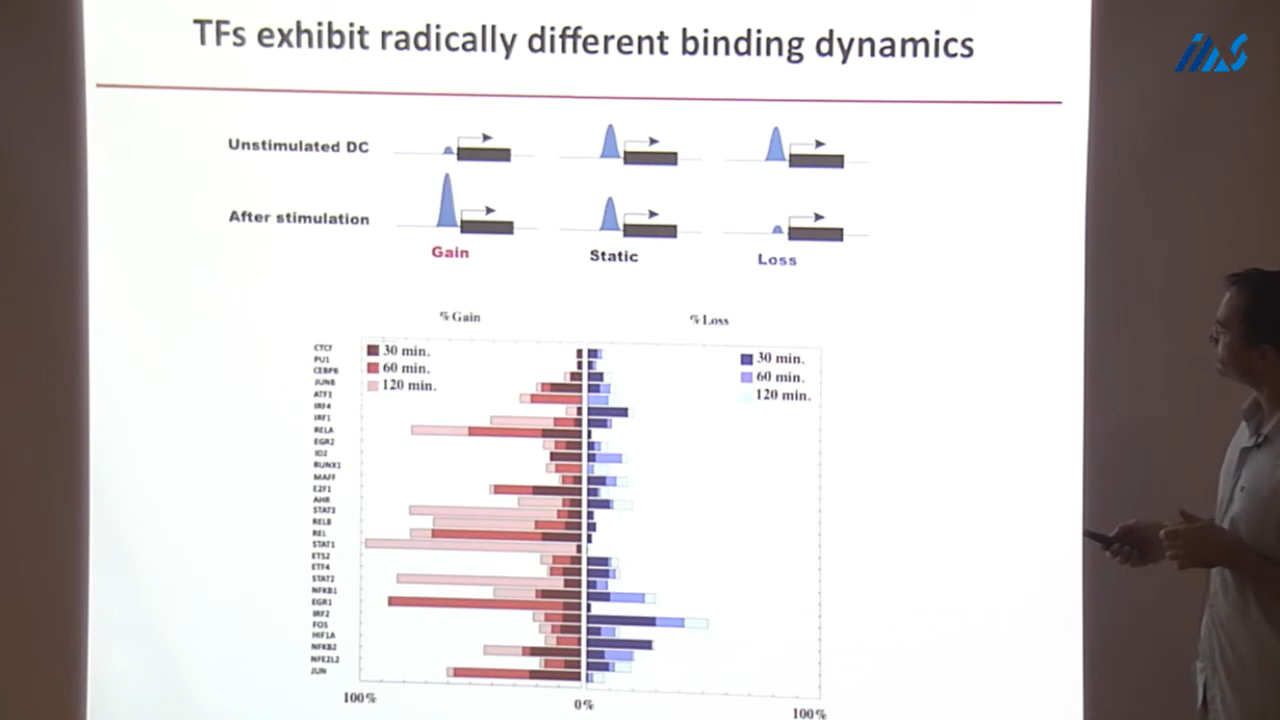 TFs exhibit radically different binding dynamics
IIAS
Unstimulated DC
After stimulation
Gain
Static
Loss
% Gain
% Loss
30 min.
60 min.
120 min.
30 min.
60 min.
120 min.
CTCF
PU1
CEBPB
JUNB
ATF3
IRF4
IRF1
RELA
EGR2
ID2
RUNX1
MAFF
E2F1
AHR
STAT3
RELB
REL
STAT1
ETS2
ETF4
STAT2
NFKB1
EGR1
IRF2
FOS
HIF1A
NFKB2
NFE2L2
JUN
100%
0%
100%